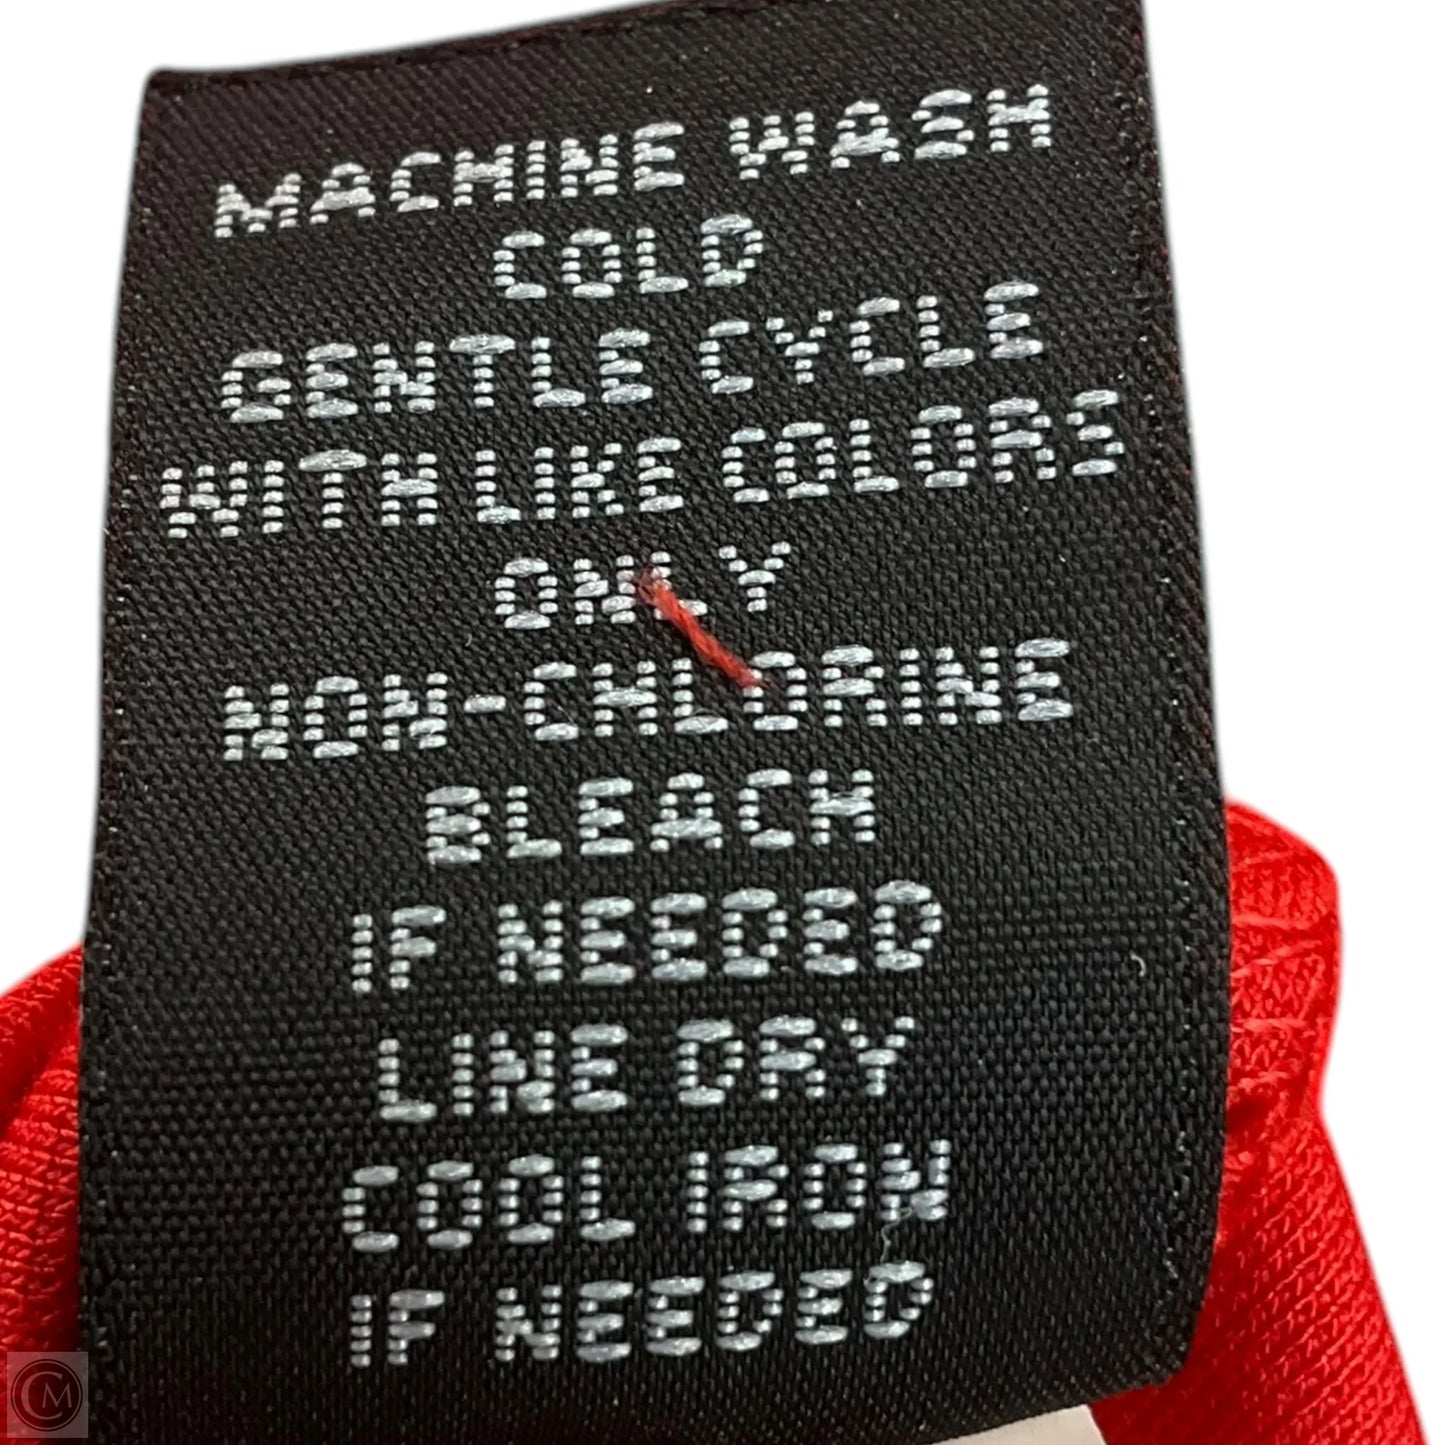 MACHINE WASH
COLD
GENTLE CYCLE
WITH LIKE COLORS
ONLY
NON-CHLORINE
BLEACH
IF NEEDED
LINE DRY
COOL IRON
IF NEEDED
CM